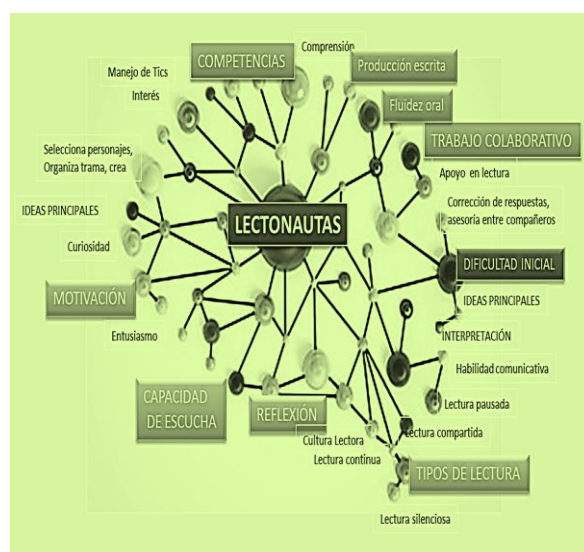 COMPETENCIAS
Comprensión
Producción escrita
Manejo de Tics
Interés
Fluidez oral
TRABAJO COLABORATIVO
Selecciona personajes,
Organiza trama, crea
Apoyo en lectura
IDEAS PRINCIPALES
LECTONAUTAS
Corrección de respuestas,
asesoría entre compañeros
Curiosidad
DIFICULTAD INICIAL
MOTIVACIÓN
IDEAS PRINCIPALES
Entusiasmo
INTERPRETACIÓN
Habilidad comunicativa
CAPACIDAD
DE ESCUCHA
REFLEXIÓN
Lectura pausada
Cultura Lectora
Lectura compartida
Lectura continua
TIPOS DE LECTURA
Lectura silenciosa